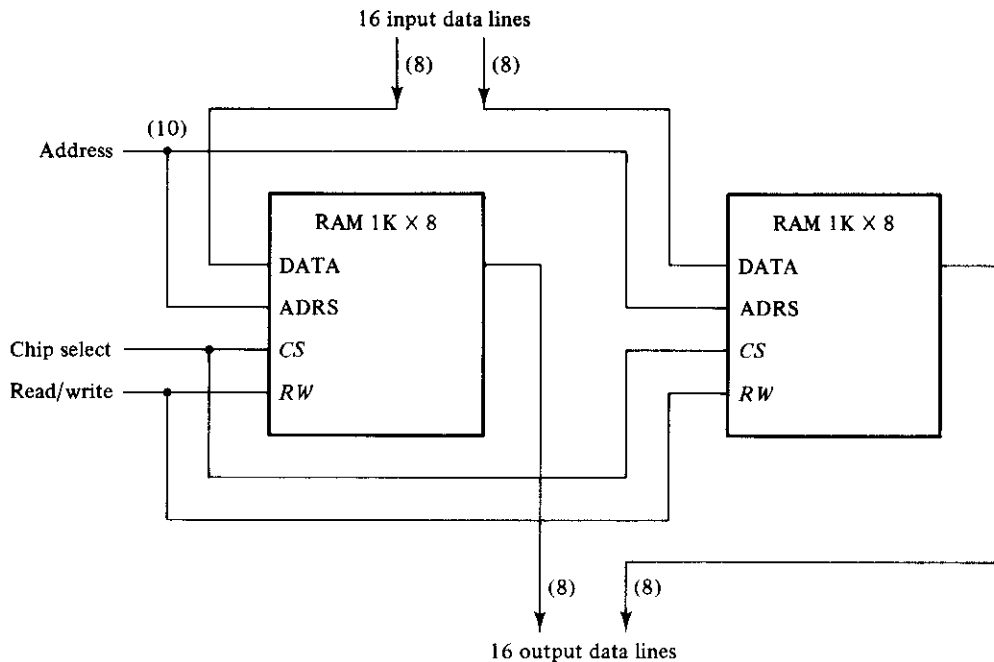 16 input data lines
(8)
(8)
(10)
Address
RAM 1K × 8
DATA
ADRS
CS
RW
RAM 1K × 8
DATA
ADRS
CS
RW
Chip select
Read/write
(8)
(8)
16 output data lines